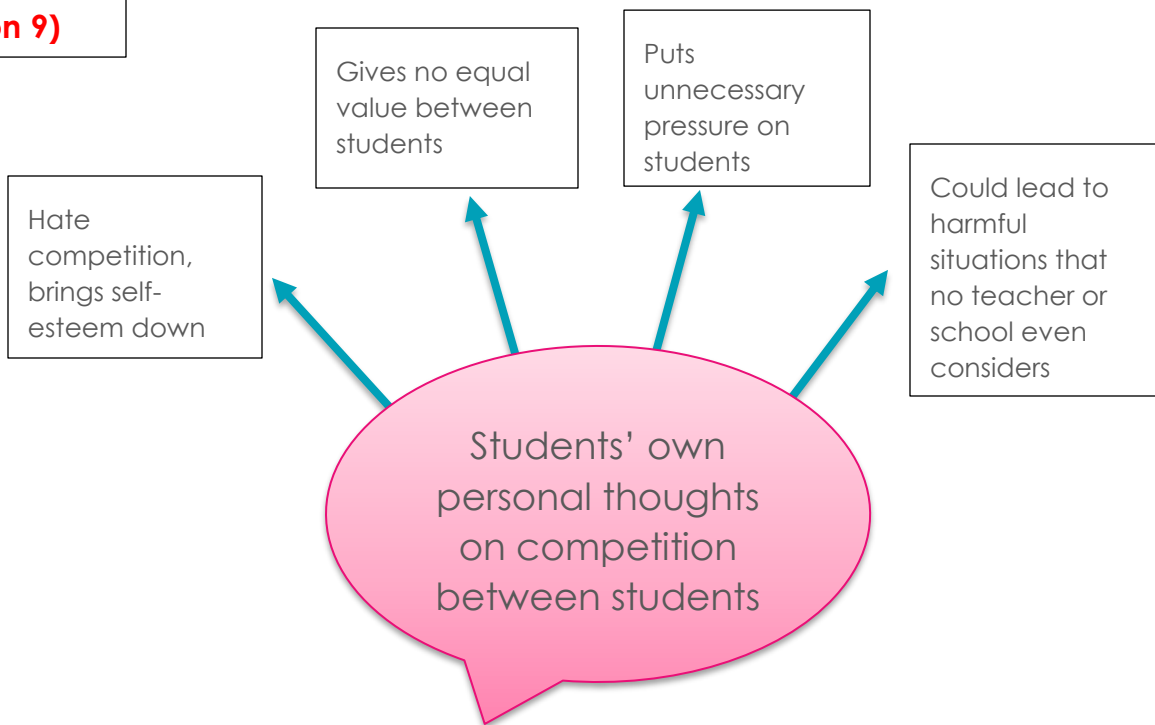 on 9)
Gives no equal
value between
students
Puts
unnecessary
pressure on
students
Could lead to
harmful
situations that
no teacher or
school even
considers
Hate
competition,
brings self-
esteem down
Students’ own
personal thoughts
on competition
between students